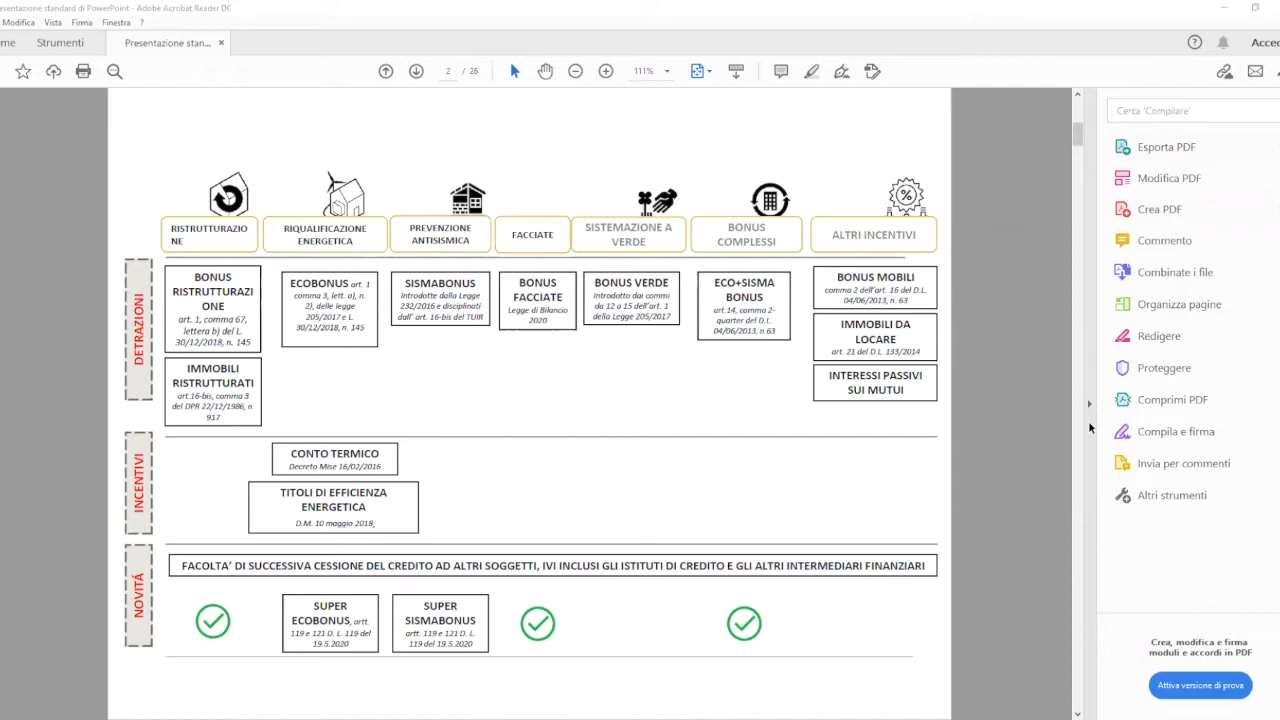 esentazione standard di PowerPoint - Adobe Acrobat Reader DC
Modifica Vista Firma Finestra ?
me Strumenti Presentazione stan... ×
? Acced
2 / 26 111%
Cerca 'Compilare'
Esporta PDF
Modifica PDF
Crea PDF
Commento
Combinate i file
Organizza pagine
Redigere
Proteggere
Comprimi PDF
Compila e firma
Invia per commenti
Altri strumenti
Crea, modifica e firma
moduli e accordi in PDF
Attiva versione di prova
RISTRUTTURAZIO
NE
RIQUALIFICAZIONE
ENERGETICA
PREVENZIONE
ANTISISMICA
FACCIATE
SISTEMAZIONE A
VERDE
BONUS
COMPLESSI
ALTRI INCENTIVI
DETRAZIONI
BONUS
RISTRUTTURAZI
ONE
art. 1, comma 67,
lettera b) del L.
30/12/2018, n. 145
IMMOBILI
RISTRUTTURATI
art.16-bis, comma 3
del DPR 22/12/1986, n.
917
ECOBONUS art. 1
comma 3, lett. a), n.
2), delle legge
205/2017 e L.
30/12/2018, n. 145
SISMABONUS
Introdotte dalla Legge
232/2016 e disciplinati
dall' art. 16-bis del TUIR
BONUS
FACCIATE
Legge di Bilancio
2020
BONUS VERDE
Introdotto dai commi
da 12 a 15 dell'art. 1
della Legge 205/2017
ECO+SISMA
BONUS
art.14, comma 2-
quarter del D.L.
04/06/2013, n.63
BONUS MOBILI
comma 2 dell'art. 16 del D.L.
04/06/2013, n. 63
IMMOBILI DA
LOCARE
art. 21 del D.L. 133/2014
INTERESSI PASSIVI
SUI MUTUI
INCENTIVI
CONTO TERMICO
Decreto Mise 16/02/2016
TITOLI DI EFFICIENZA
ENERGETICA
D.M. 10 maggio 2018,
NOVITÁ
FACOLTA' DI SUCCESSIVA CESSIONE DEL CREDITO AD ALTRI SOGGETTI, IVI INCLUSI GLI ISTITUTI DI CREDITO E GLI ALTRI INTERMEDIARI FINANZIARI
SUPER
ECOBONUS, artt.
119 e 121 D. L. 119 del
19.5.2020
SUPER
SISMABONUS
artt. 119 e 121 D. L.
119 del 19.5.2020
%